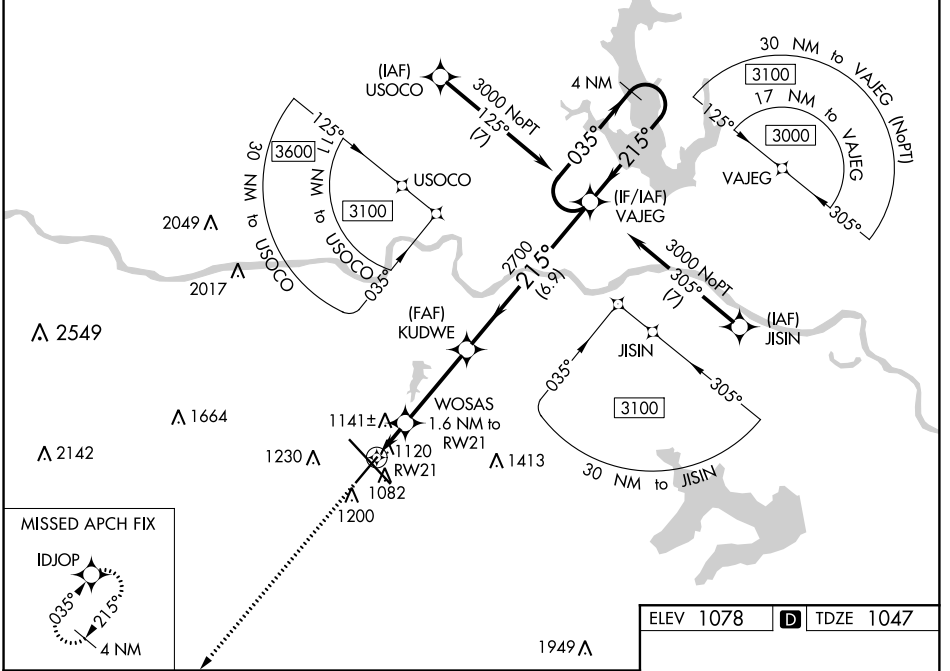 (IAF)
USOCO
3000 NoPT
125°
(7)
4 NM
035°
215°
30 NM to VAJEG (NoPT)
3100
17 NM to VAJEG
3000
125°
VAJEG
305°
125°
3600
11 NM to USOCO
3100
30 NM to USOCO
USOCO
035°
(IF/IAF)
VAJEG
2049
2017
2700
215°
(6.9)
3000 NoPT
305°
(7)
(IAF)
JISIN
(FAF)
KUDWE
2549
JISIN
035°
305°
3100
30 NM to JISIN
1664
1141±
WOSAS
1.6 NM to
RW21
2142
1230
1120
RW21
1413
1082
1200
MISSED APCH FIX
IDJOP
035°
215°
4 NM
1949
ELEV 1078 D TDZE 1047